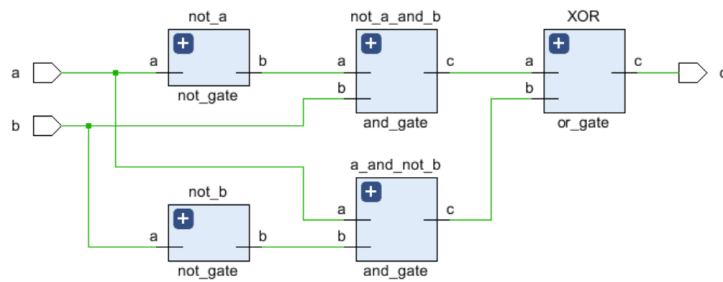 not_a
not_a_and_b
XOR
a
a
b
a
c
a
c
b
b
not_gate
b
and_gate
or_gate
a_and_not_b
not_b
a
c
a
b
b
not_gate
and_gate